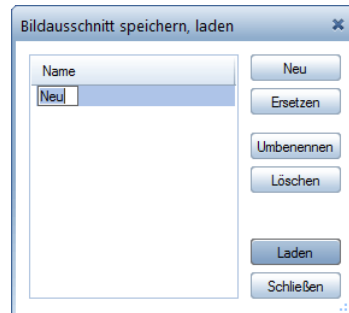 Bildausschnitt speichern, laden
Name
Neu
Neu
Ersetzen
Umbenennen
Löschen
Laden
Schließen